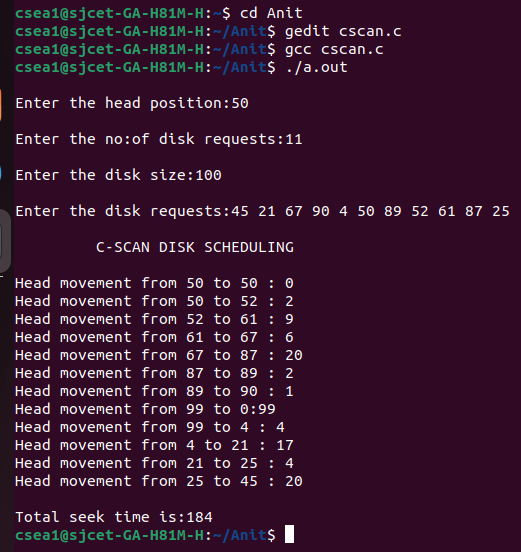 csea1@sjcet-GA-H81M-H:~$ cd Anit
csea1@sjcet-GA-H81M-H:~/Anit$ gedit cscan.c
csea1@sjcet-GA-H81M-H:~/Anit$ gcc cscan.c
csea1@sjcet-GA-H81M-H:~/Anit$ ./a.out
Enter the head position:50
Enter the no:of disk requests:11
Enter the disk size:100
Enter the disk requests:45 21 67 90 4 50 89 52 61 87 25
C-SCAN DISK SCHEDULING
Head movement from 50 to 50 : 0
Head movement from 50 to 52 : 2
Head movement from 52 to 61 : 9
Head movement from 61 to 67 : 6
Head movement from 67 to 87 : 20
Head movement from 87 to 89 : 2
Head movement from 89 to 90 : 1
Head movement from 99 to 0:99
Head movement from 99 to 4 : 4
Head movement from 4 to 21 : 17
Head movement from 21 to 25 : 4
Head movement from 25 to 45 : 20
Total seek time is:184
csea1@sjcet-GA-H81M-H:~/Anit$